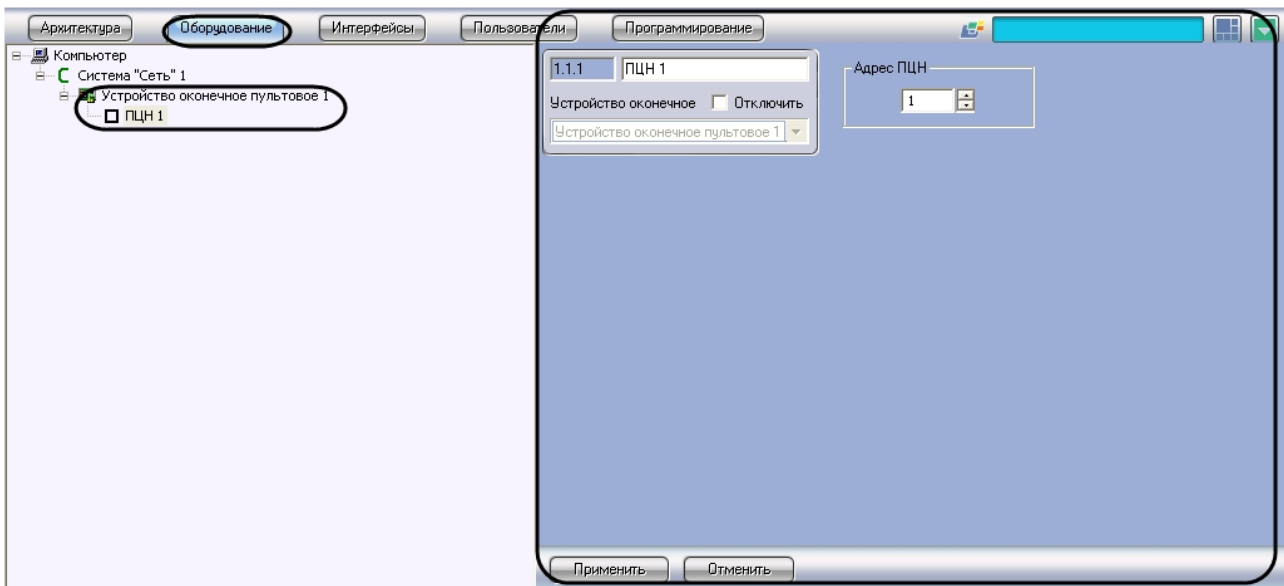 Архитектура Оборудование Интерфейсы Пользователи Программирование
Компьютер
Система "Сеть" 1
Устройство оконечное пультовое 1
ПЦН 1
1.1.1 ПЦН 1
Устройство оконечное Отключить
Устройство оконечное пультовое 1
Адрес ПЦН
1
Применить Отменить